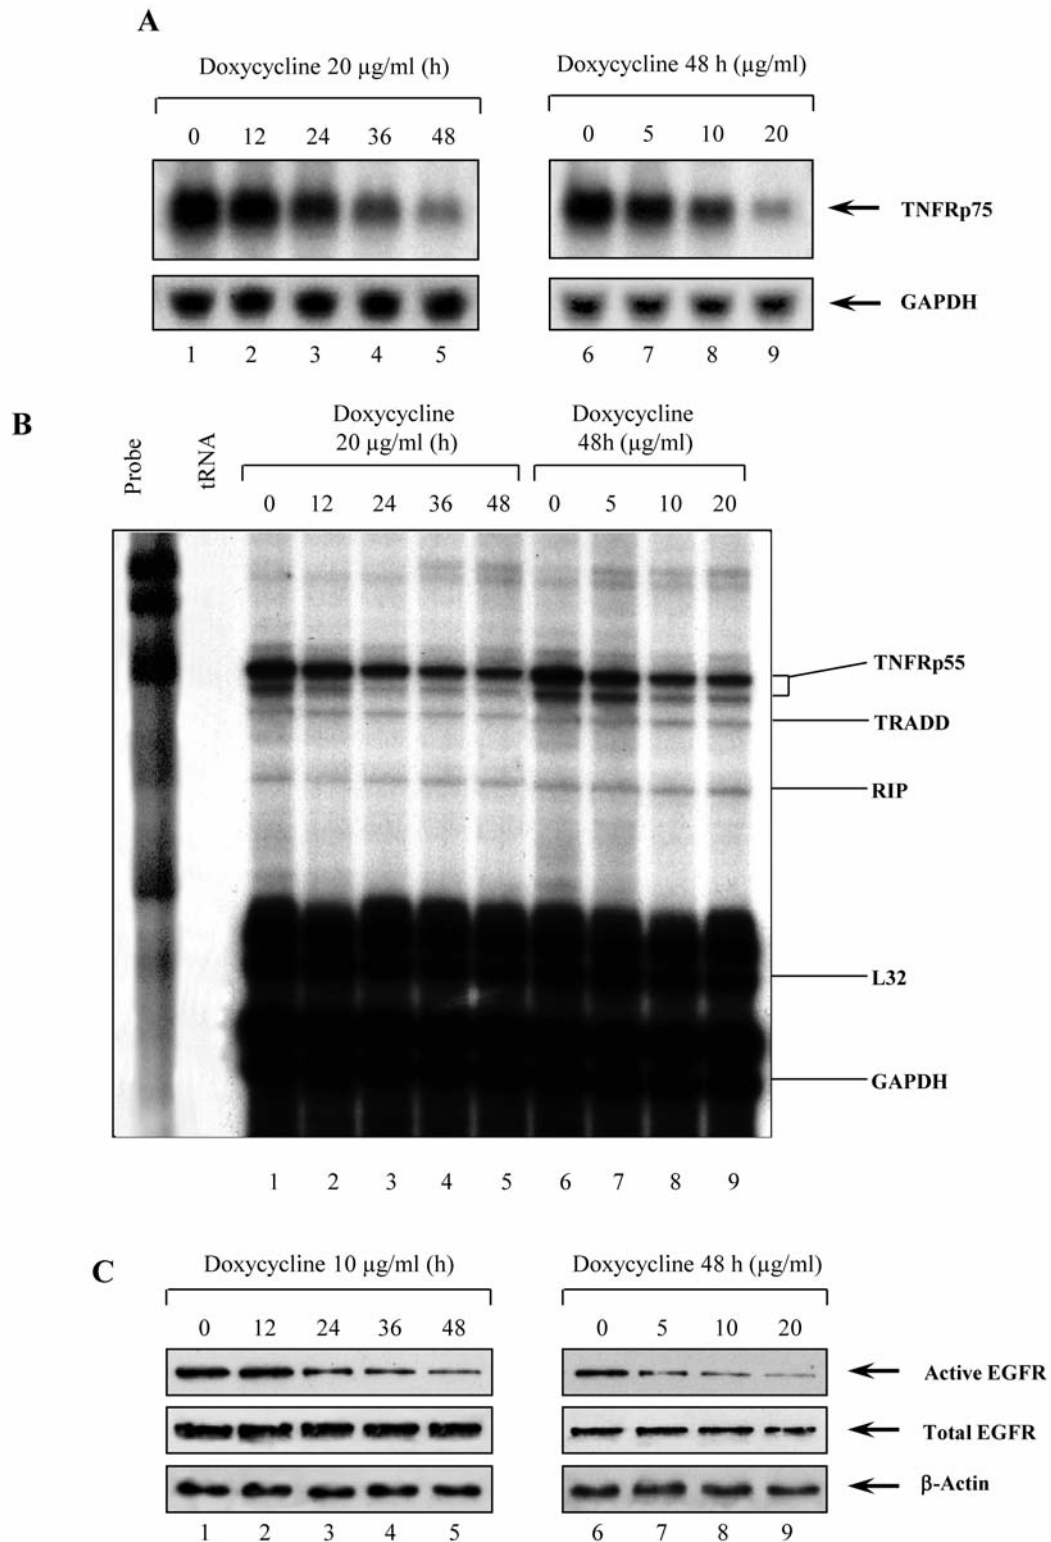 A
Doxycycline 20 µg/ml (h)
Doxycycline 48 h (µg/ml)
0 12 24 36 48
0 5 10 20
TNFRp75
GAPDH
1 2 3 4 5
6 7 8 9
B
Probe
tRNA
Doxycycline
20 µg/ml (h)
Doxycycline
48h (µg/ml)
0 12 24 36 48 0 5 10 20
TNFRp55
TRADD
RIP
L32
GAPDH
1 2 3 4 5 6 7 8 9
C
Doxycycline 10 µg/ml (h)
Doxycycline 48 h (µg/ml)
0 12 24 36 48
0 5 10 20
Active EGFR
Total EGFR
β-Actin
1 2 3 4 5
6 7 8 9